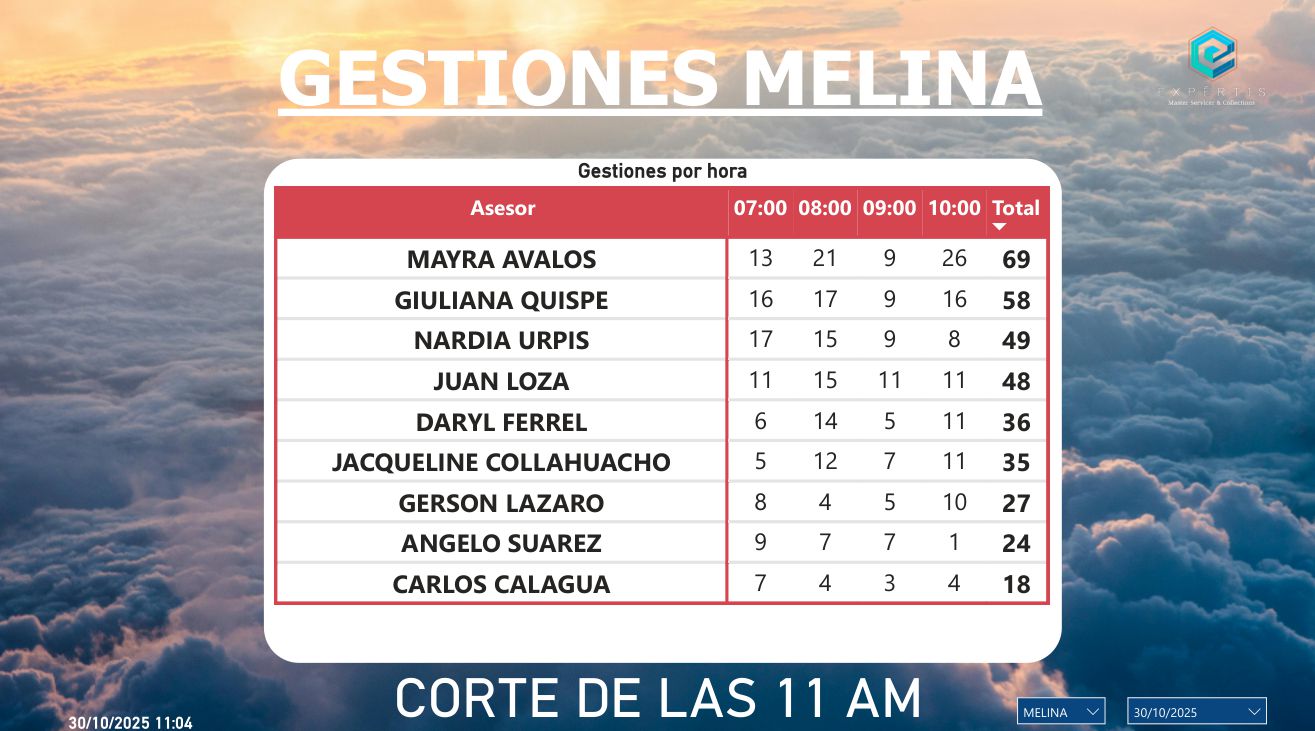 GESTIONES MELINA
EXPERTIS
Master Servicer & Collections
Gestiones por hora
Asesor 07:00 08:00 09:00 10:00 Total
MAYRA AVALOS 13 21 9 26 69
GIULIANA QUISPE 16 17 9 16 58
NARDIA URPIS 17 15 9 8 49
JUAN LOZA 11 15 11 11 48
DARYL FERREL 6 14 5 11 36
JACQUELINE COLLAHUACHO 5 12 7 11 35
GERSON LAZARO 8 4 5 10 27
ANGELO SUAREZ 9 7 7 1 24
CARLOS CALAGUA 7 4 3 4 18
CORTE DE LAS 11 AM
30/10/2025 11:04
MELINA
30/10/2025